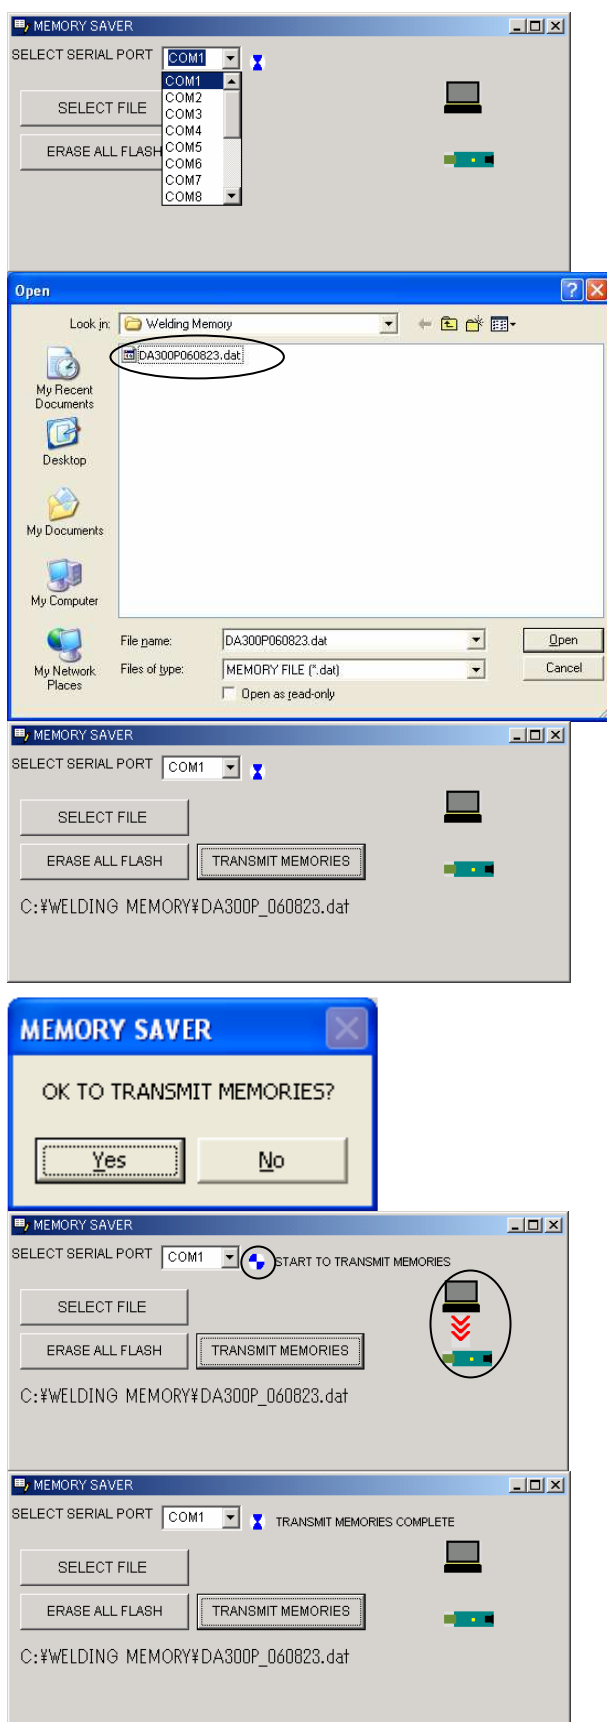 MEMORY SAVER
SELECT SERIAL PORT COM1
COM1
COM2
SELECT FILE COM3
COM4
ERASE ALL FLASH COM5
COM6
COM7
COM8
Open
Look in: Welding Memory
DA300P060823.dat
My Recent
Documents
Desktop
My Documents
My Computer
My Network
Places
File name: DA300P060823.dat Open
Files of type: MEMORY FILE (*.dat) Cancel
Open as read-only
MEMORY SAVER
SELECT SERIAL PORT COM1
SELECT FILE
ERASE ALL FLASH TRANSMIT MEMORIES
C:¥WELDING MEMORY¥DA300P_060823.dat
MEMORY SAVER
OK TO TRANSMIT MEMORIES?
Yes No
MEMORY SAVER
SELECT SERIAL PORT COM1 START TO TRANSMIT MEMORIES
SELECT FILE
ERASE ALL FLASH TRANSMIT MEMORIES
C:¥WELDING MEMORY¥DA300P_060823.dat
MEMORY SAVER
SELECT SERIAL PORT COM1 TRANSMIT MEMORIES COMPLETE
SELECT FILE
ERASE ALL FLASH TRANSMIT MEMORIES
C:¥WELDING MEMORY¥DA300P_060823.dat